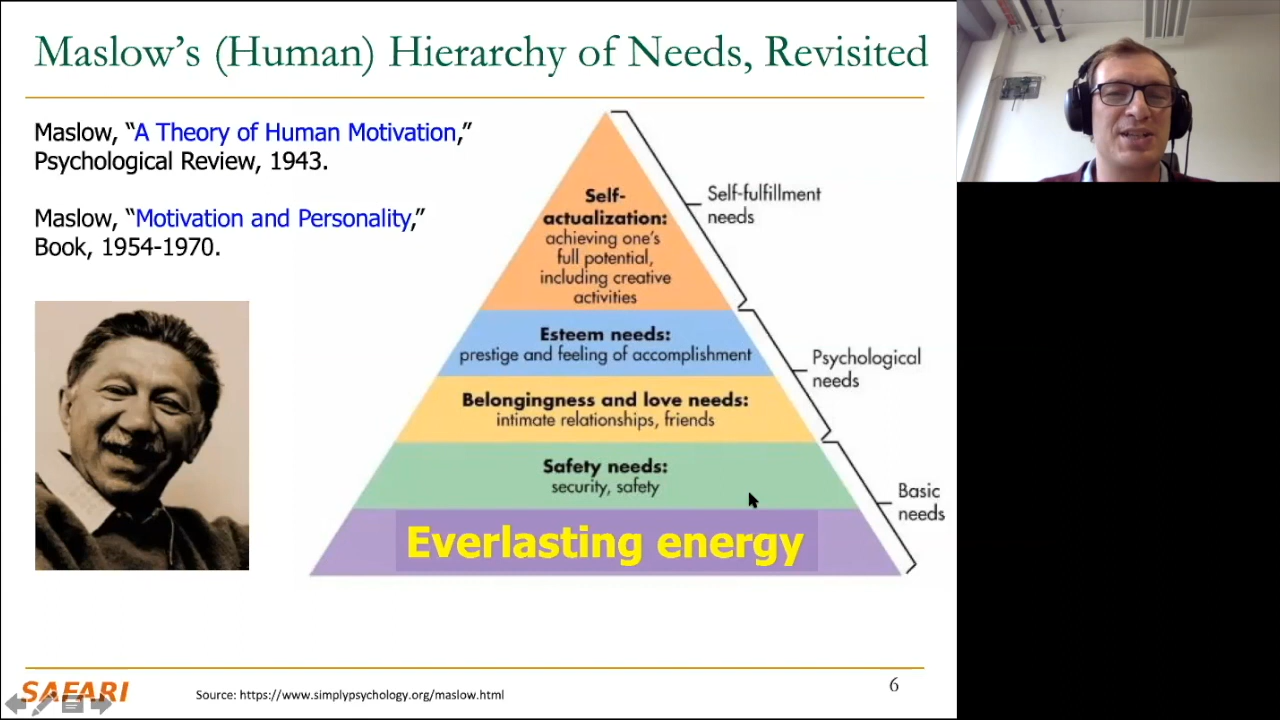 Maslow’s (Human) Hierarchy of Needs, Revisited
Maslow, “A Theory of Human Motivation,”
Psychological Review, 1943.
Maslow, “Motivation and Personality,”
Book, 1954-1970.
Self-
actualization:
achieving one’s
full potential,
including creative
activities
Self-fulfillment
needs
Esteem needs:
prestige and feeling of accomplishment
Belongingness and love needs:
intimate relationships, friends
Psychological
needs
Safety needs:
security, safety
Everlasting energy
Basic
needs
SAFARI
Source: https://www.simplypsychology.org/maslow.html
6